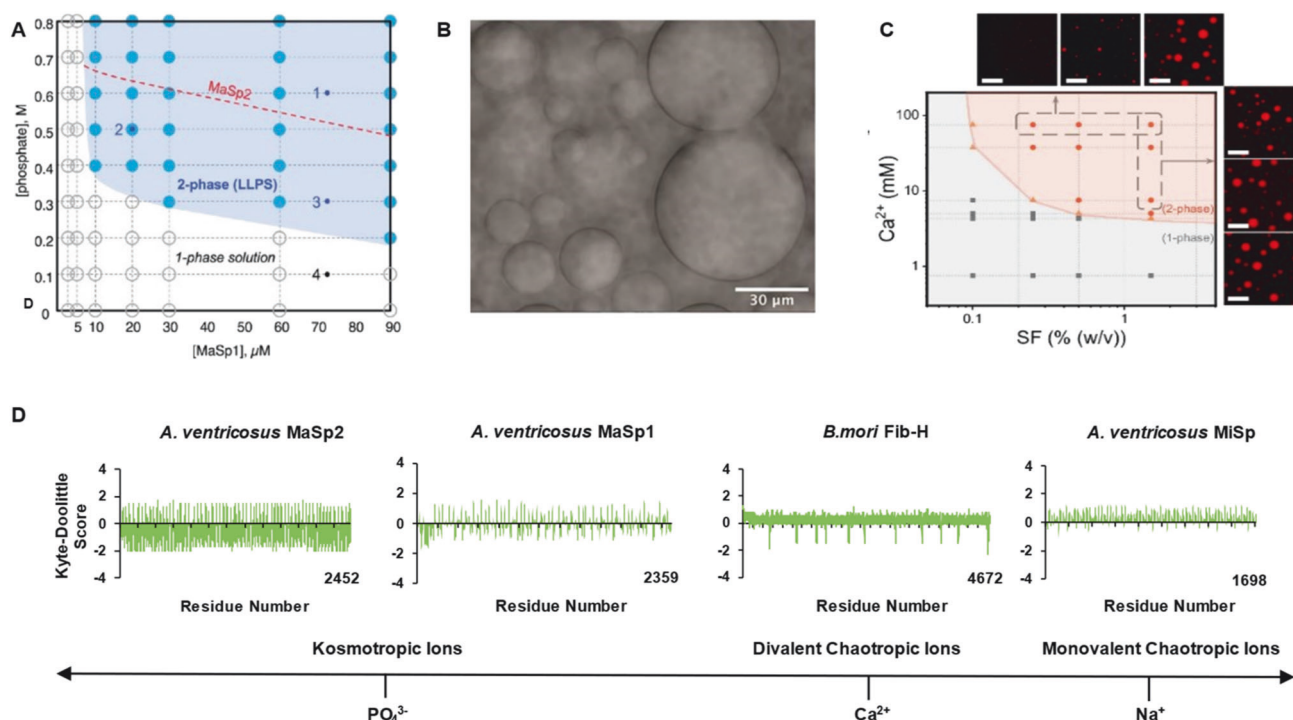 A
0.8
0.7
0.6
0.5
0.4
0.3
0.2
0.1
0
[phosphate], M
MaSp2
1
2
2-phase (LLPS)
3
1-phase solution
4
D
5 10 20 30 40 50 60 70 80 90
[MaSp1], µM
B
30 µm
C
100
10
1
Ca²⁺ (mM)
(2-phase)
(1-phase)
0.1 1
SF (% (w/v))
D
A. ventricosus MaSp2
A. ventricosus MaSp1
B.mori Fib-H
A. ventricosus MiSp
Kyte-Doolittle
Score
4
2
0
-2
-4
2452
Residue Number
4
2
0
-2
-4
2359
Residue Number
4
2
0
-2
-4
4672
Residue Number
4
2
0
-2
-4
1698
Residue Number
Kosmotropic Ions
Divalent Chaotropic Ions
Monovalent Chaotropic Ions
PO₄³⁻
Ca²⁺
Na⁺